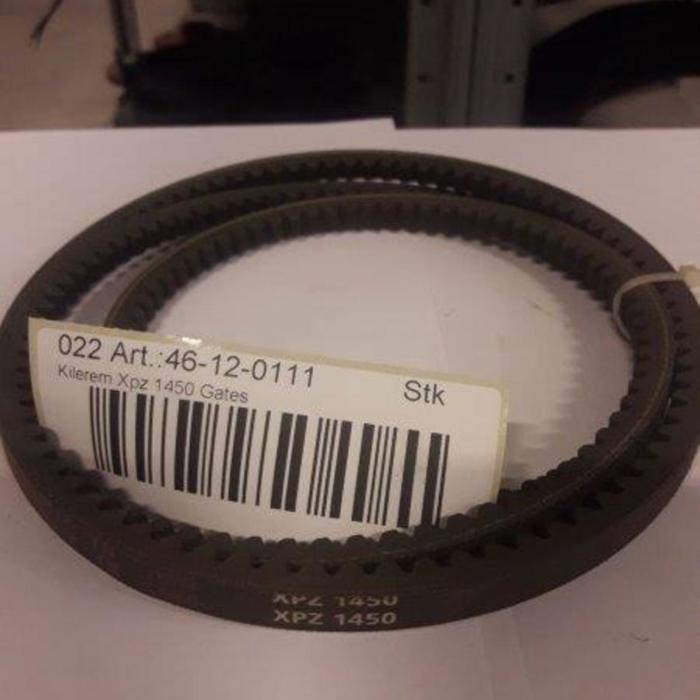 022 Art.:46-12-0111
Stk
Kilerem Xpz 1450 Gates
XPZ 1450
XPZ 1450